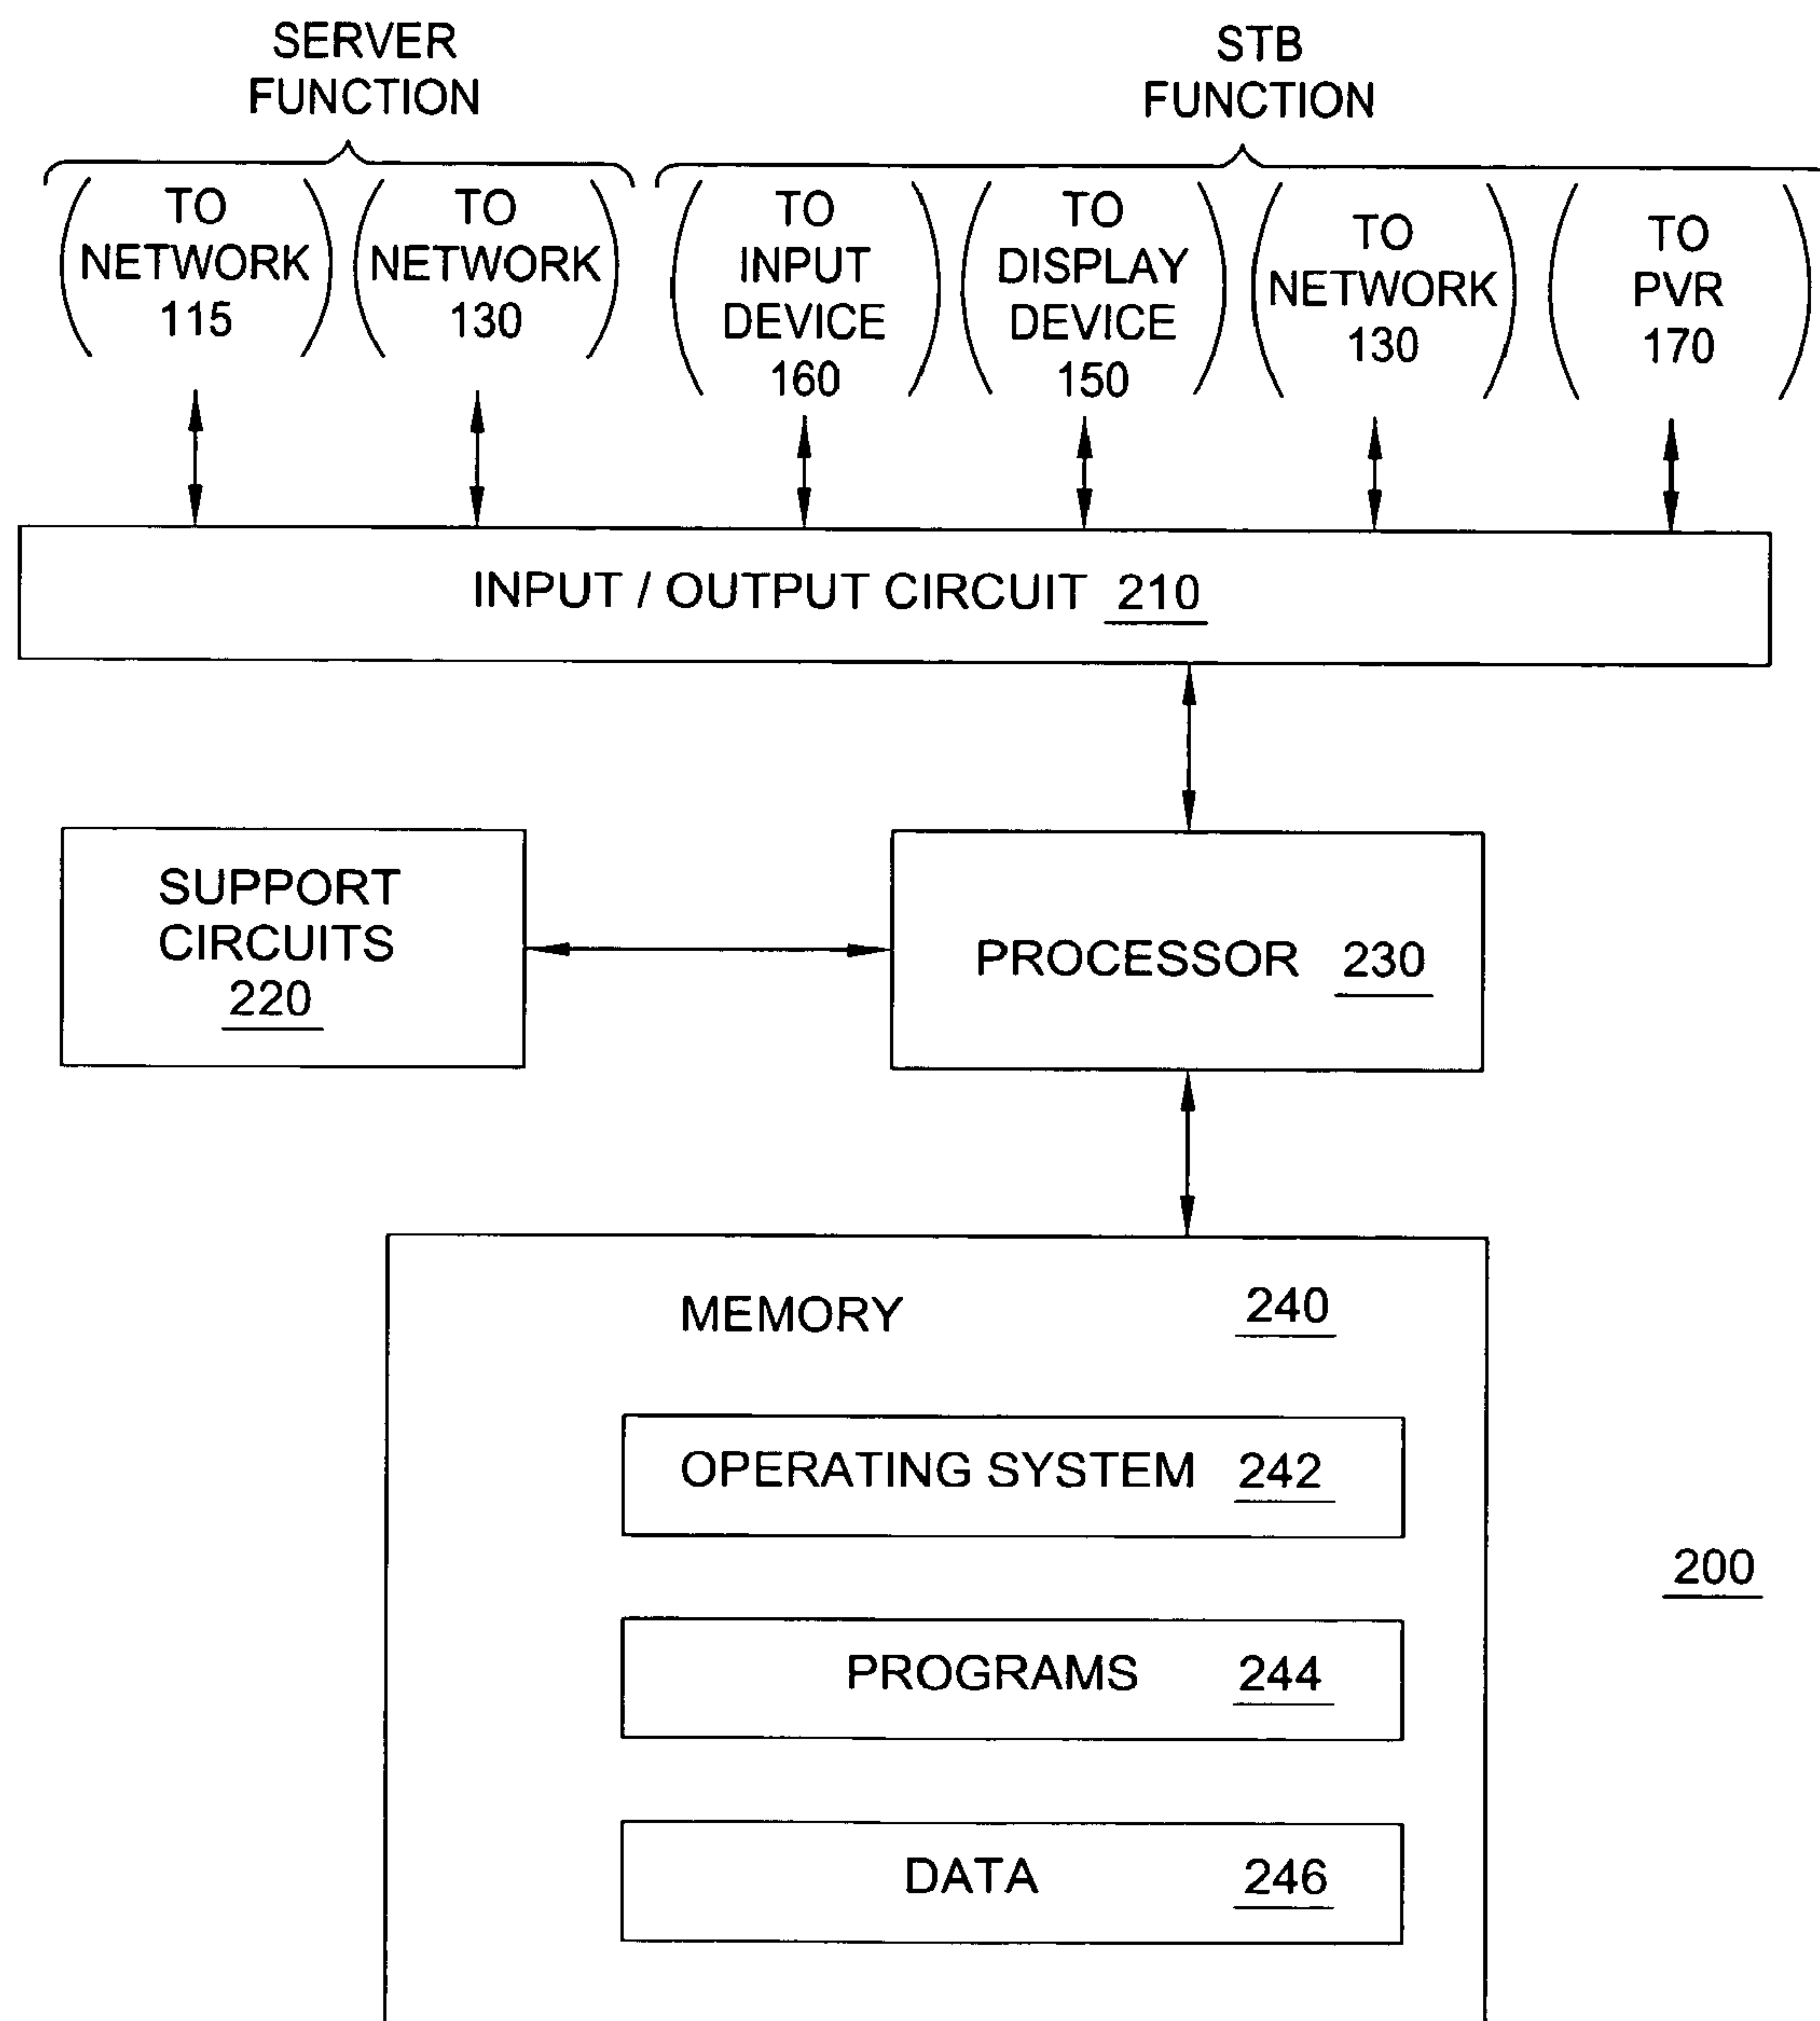 SERVER
FUNCTION
STB
FUNCTION
TO
NETWORK
115
TO
NETWORK
130
TO
INPUT
DEVICE
160
TO
DISPLAY
DEVICE
150
TO
NETWORK
130
TO
PVR
170
INPUT / OUTPUT CIRCUIT 210
SUPPORT
CIRCUITS
220
PROCESSOR 230
MEMORY 240
OPERATING SYSTEM 242
PROGRAMS 244
DATA 246
200